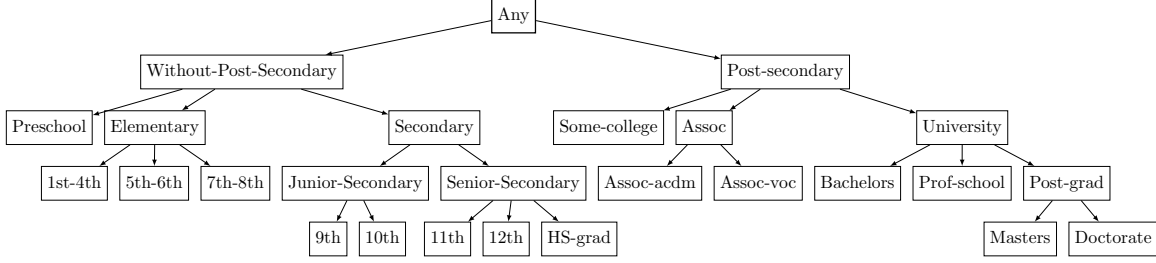 Any
Without-Post-Secondary Post-secondary
Preschool Elementary Secondary Some-college Assoc University
1st-4th 5th-6th 7th-8th Junior-Secondary Senior-Secondary Assoc-acdm Assoc-voc Bachelors Prof-school Post-grad
9th 10th 11th 12th HS-grad Masters Doctorate